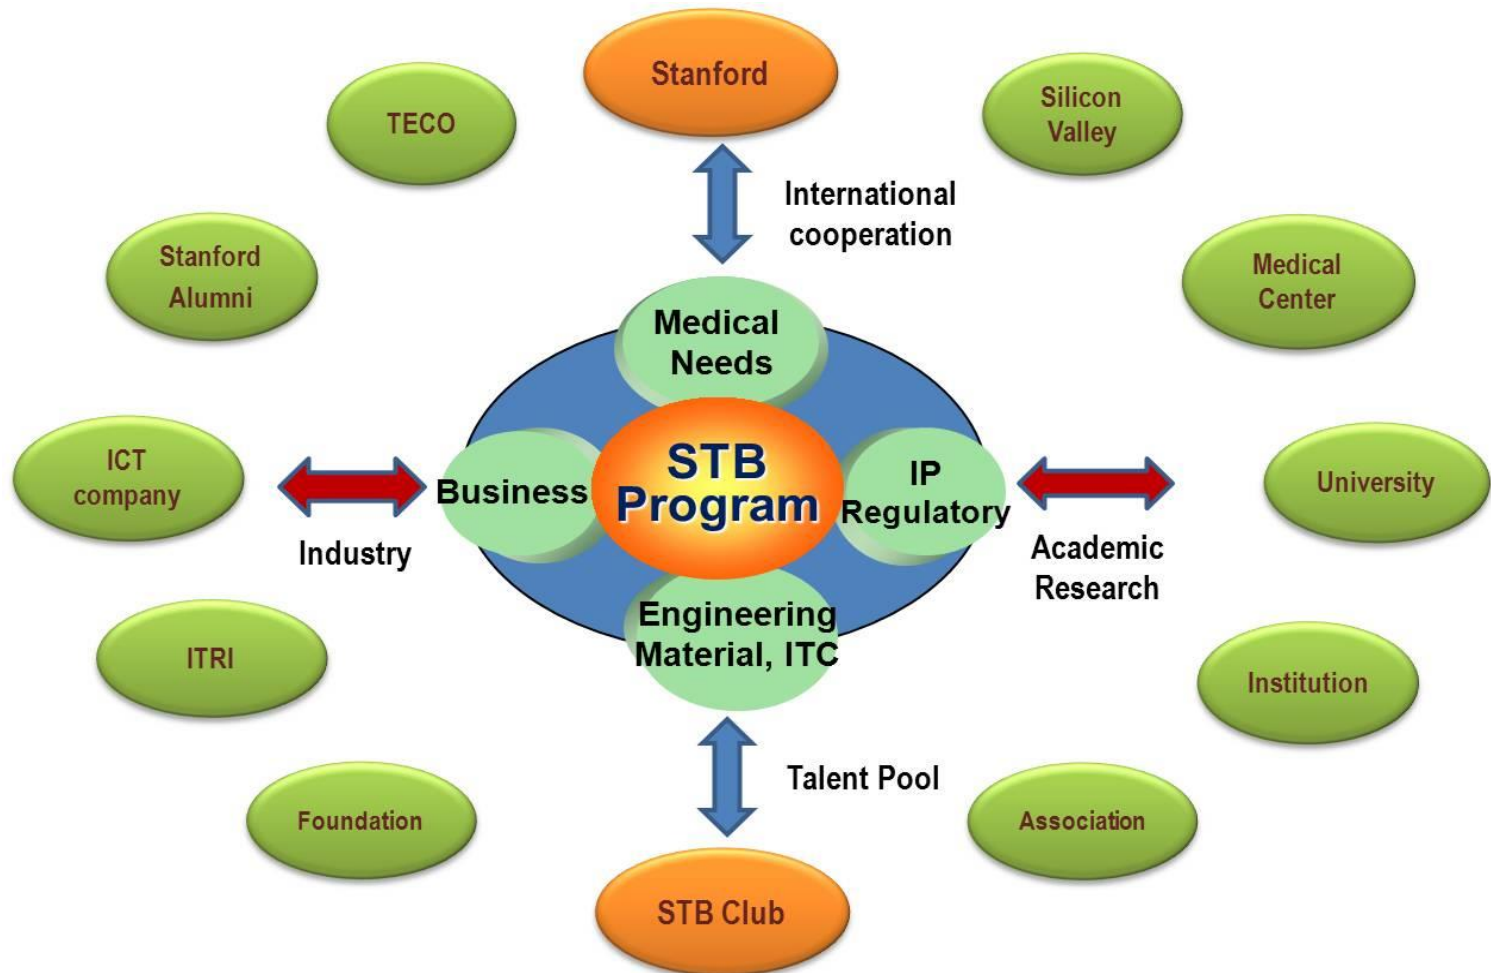 Stanford
Silicon
Valley
TECO
International
cooperation
Stanford
Alumni
Medical
Center
Medical
Needs
ICT
company
Business
STB
Program
IP
Regulatory
University
Industry
Academic
Research
Engineering
Material, ITC
ITRI
Institution
Talent Pool
Foundation
Association
STB Club